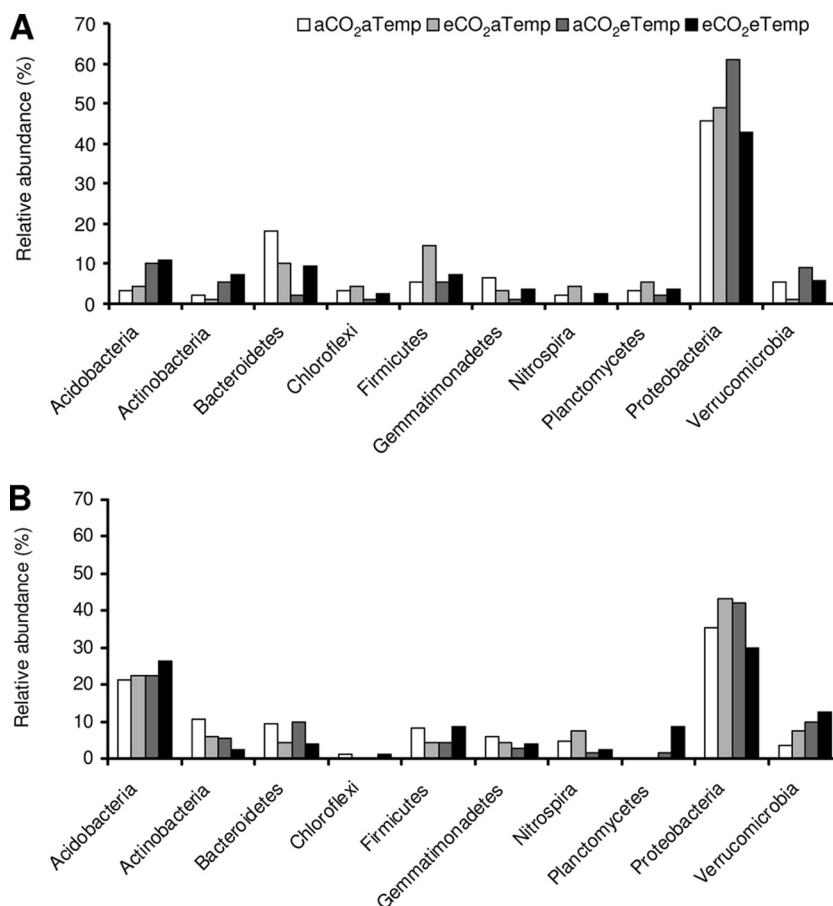 A
aCO₂aTemp eCO₂aTemp aCO₂eTemp eCO₂eTemp
Relative abundance (%)
70
60
50
40
30
20
10
0
Acidobacteria
Actinobacteria
Bacteroidetes
Chloroflexi
Firmicutes
Gemmatimonadetes
Nitrospira
Planctomycetes
Proteobacteria
Verrucomicrobia
B
Relative abundance (%)
70
60
50
40
30
20
10
0
Acidobacteria
Actinobacteria
Bacteroidetes
Chloroflexi
Firmicutes
Gemmatimonadetes
Nitrospira
Planctomycetes
Proteobacteria
Verrucomicrobia